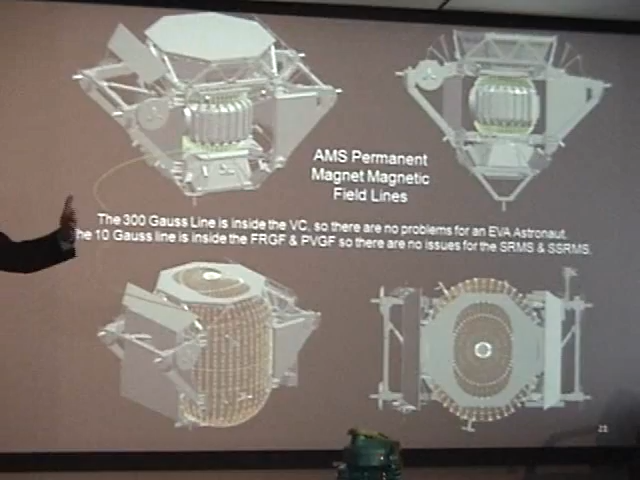 AMS Permanent
Magnet Magnetic
Field Lines
The 300 Gauss Line is inside the VC, so there are no problems for an EVA Astronaut.
he 10 Gauss line is inside the FRGF & PVGF so there are no issues for the SRMS & SSRMS.
21